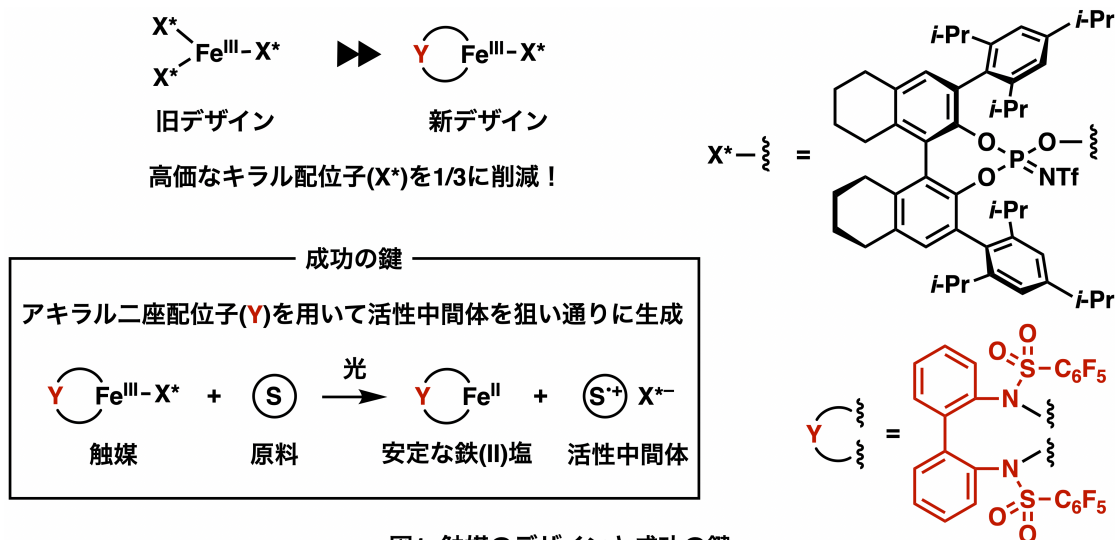 X*
X*
Fe^III–X*
Y Fe^III–X*
旧デザイン
新デザイン
高価なキラル配位子(X*)を1/3に削減！
成功の鍵
アキラル二座配位子(Y)を用いて活性中間体を狙い通りに生成
Y Fe^III–X* + S 光 Y Fe^II + S•+ X*–
触媒 原料 安定な鉄(II)塩 活性中間体
X* =
i-Pr
i-Pr
i-Pr
O
O
P
O
NTf
i-Pr
i-Pr
i-Pr
Y =
O
O
S
C6F5
N
N
S
C6F5
O
O